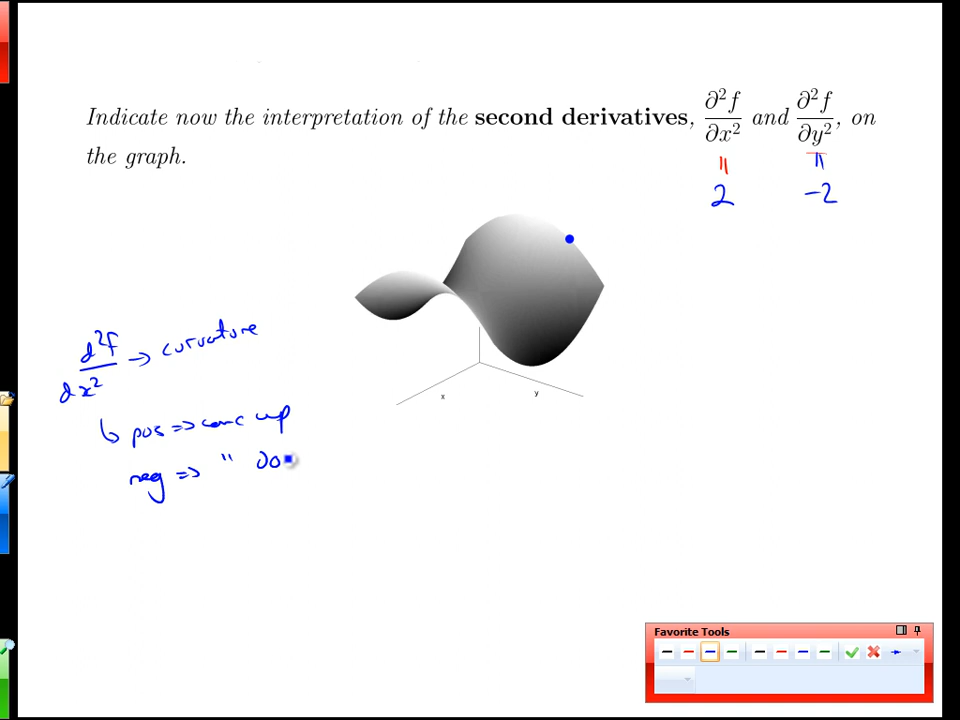 Indicate now the interpretation of the second derivatives, ∂²f/∂x² and ∂²f/∂y², on
the graph.
= =
2 -2
d²f/dx² → curvature
↳ pos ⇒ conc up
neg ⇒ " do
x
y
Favorite Tools